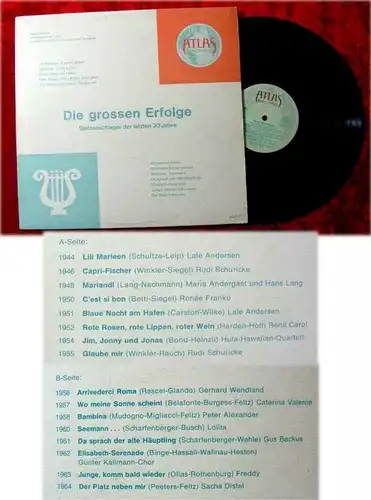 ATLAS
Die grossen Erfolge
Spitzenschlager der letzten 20 Jahre
ATLAS
A-Seite:
1944 Lili Marleen (Schultze-Leip) Lale Andersen
1946 Capri-Fischer (Winkler-Siegel) Rudi Schuricke
1948 Mariandl (Lang-Nachmann) Maria Andergast und Hans Lang
1950 C'est si bon (Betti-Siegel) Renée Franke
1951 Blaue Nacht am Hafen (Carston-Wilke) Lale Andersen
1952 Rote Rosen, rote Lippen, roter Wein (Harden-Hoff) René Carol
1954 Jim, Jonny und Jonas (Bond-Heinzli) Hula-Hawaiian-Quartett
1955 Glaube mir (Winkler-Rauch) Rudi Schuricke
B-Seite:
1956 Arrivederci Roma (Rascel-Glando) Gerhard Wendland
1957 Wo meine Sonne scheint (Belafonte-Burgess-Feltz) Caterina Valente
1958 Bambina (Mudogno-Migliacci-Feltz) Peter Alexander
1960 Seemann . . . (Scharfenberger-Busch) Lolita
1961 Da sprach der alte Häuptling (Scharfenberger-Wehle) Gus Backus
1962 Elisabeth-Serenade (Binge-Hassall-Wallnau-Hesten)
Günter Kallmann-Chor
1963 Junge, komm bald wieder (Olias-Rothenburg) Freddy
1964 Der Platz neben mir (Peeters-Feltz) Sacha Distel